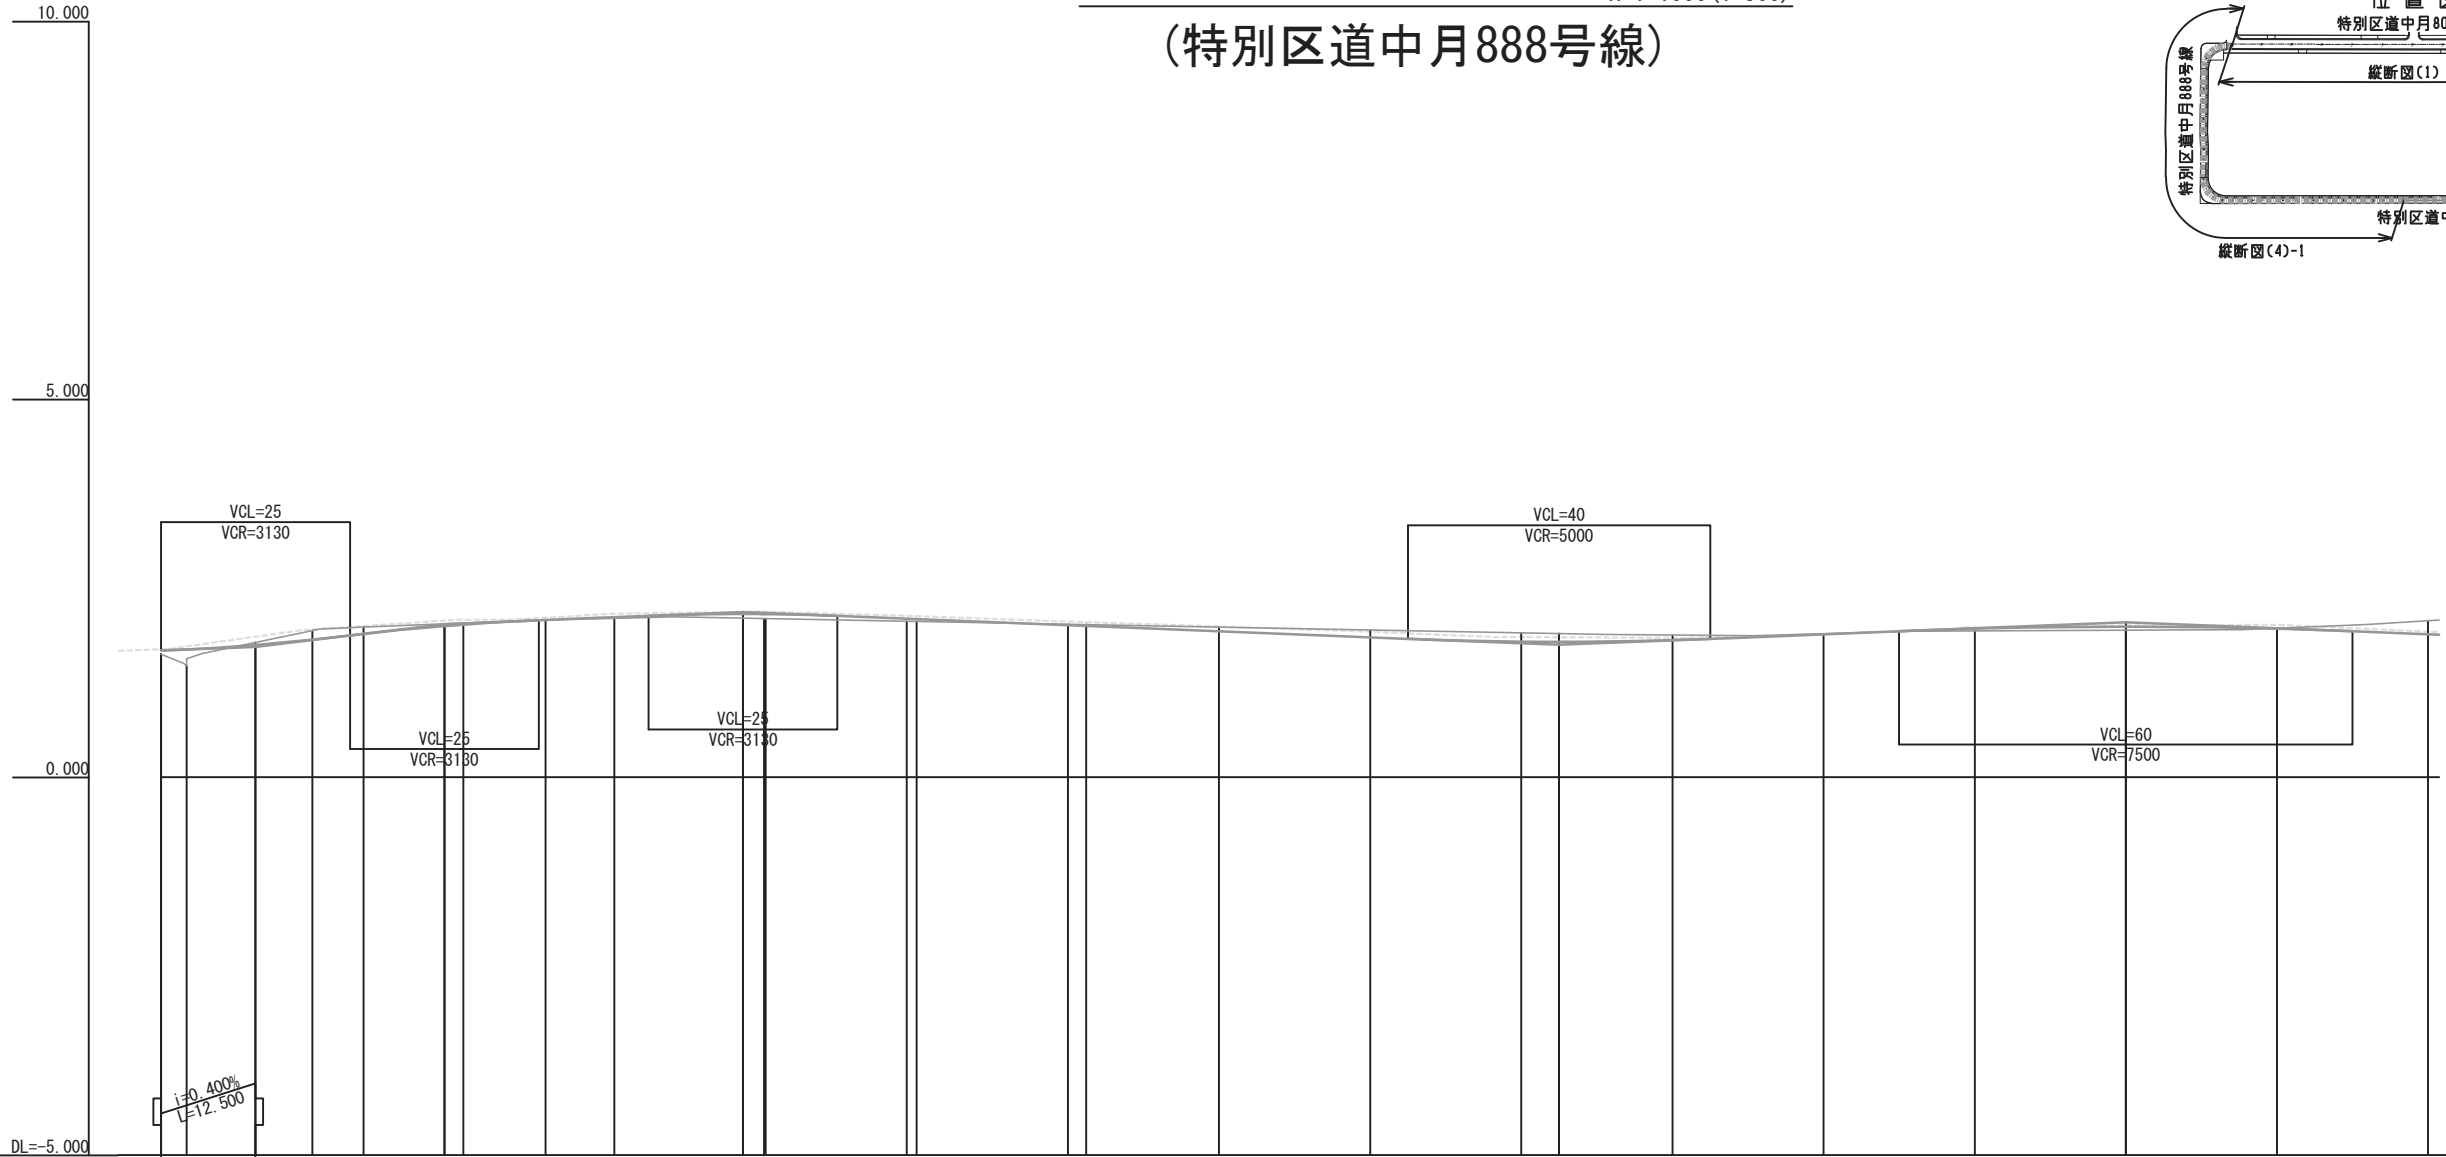 (特別区道中月888号線)
特別区道中月80
縦断図(1)
特別区道中月888号線
特別区道中
縦断図(4)-1
10.000
5.000
0.000
DL=-5.000
VCL=25
VCR=3130
VCL=25
VCR=3130
VCL=25
VCR=3130
VCL=40
VCR=5000
VCL=60
VCR=7500
i=0.400%
L=12.500